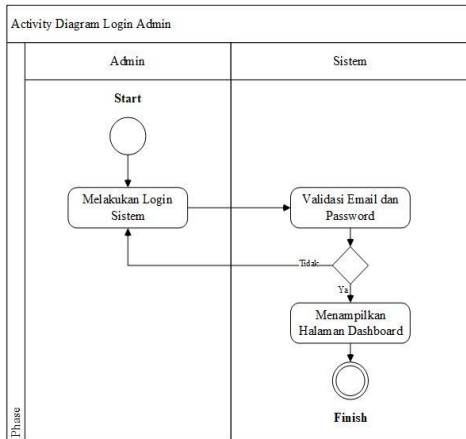 Activity Diagram Login Admin
Admin
Sistem
Start
Melakukan Login
Sistem
Validasi Email dan
Password
Tidak
Ya
Menampilkan
Halaman Dashboard
Finish
Phase